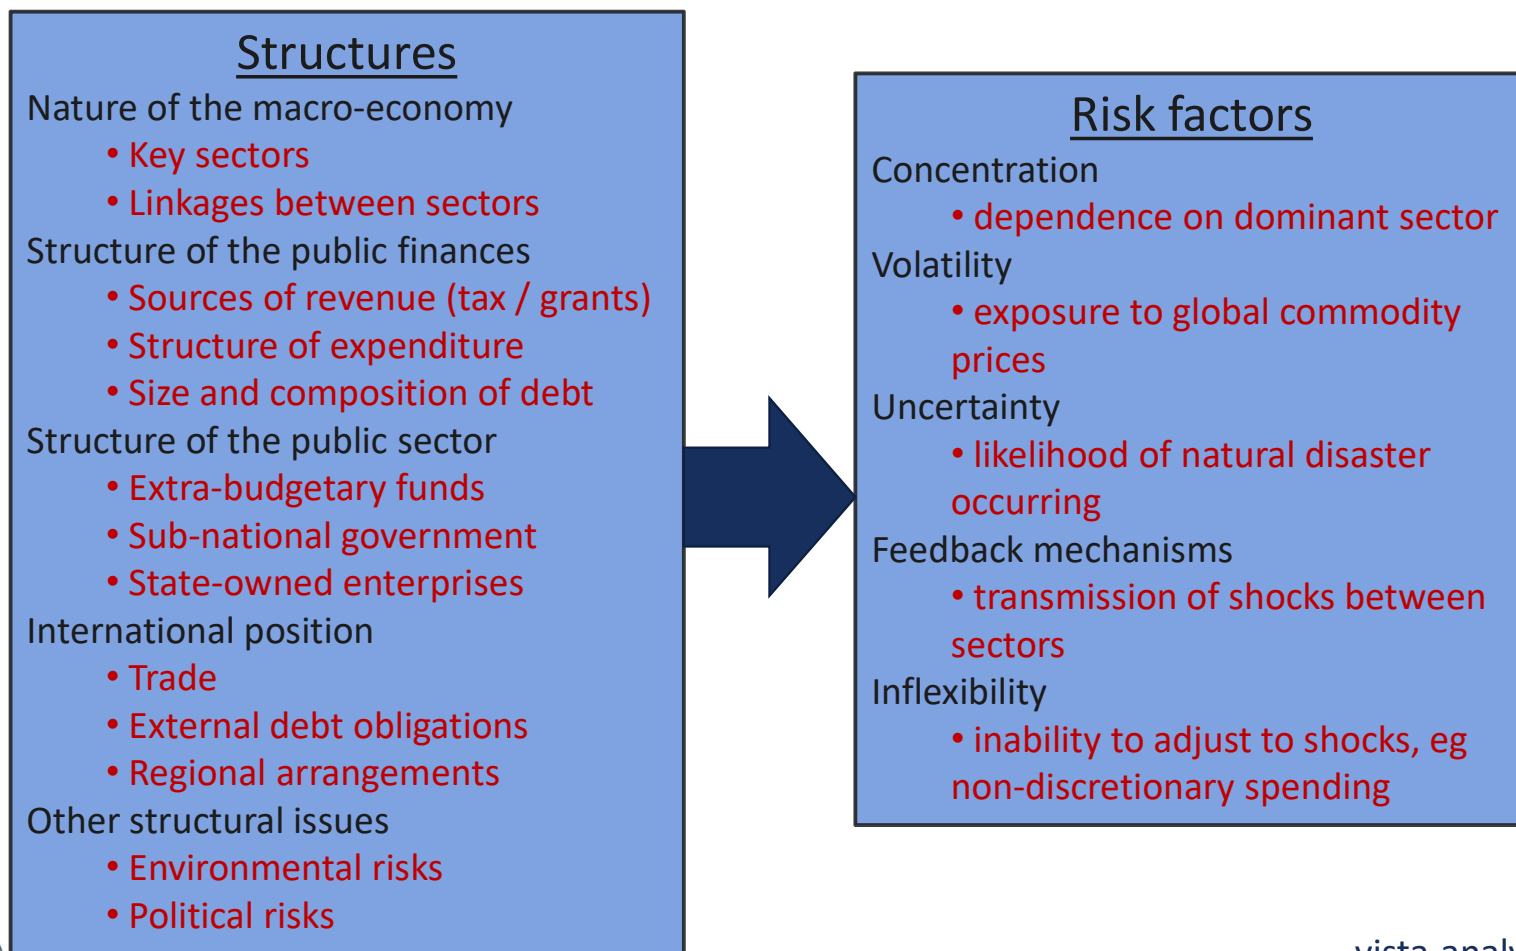 Structures
Nature of the macro-economy
• Key sectors
• Linkages between sectors
Structure of the public finances
• Sources of revenue (tax / grants)
• Structure of expenditure
• Size and composition of debt
Structure of the public sector
• Extra-budgetary funds
• Sub-national government
• State-owned enterprises
International position
• Trade
• External debt obligations
• Regional arrangements
Other structural issues
• Environmental risks
• Political risks
Risk factors
Concentration
• dependence on dominant sector
Volatility
• exposure to global commodity
prices
Uncertainty
• likelihood of natural disaster
occurring
Feedback mechanisms
• transmission of shocks between
sectors
Inflexibility
• inability to adjust to shocks, eg
non-discretionary spending